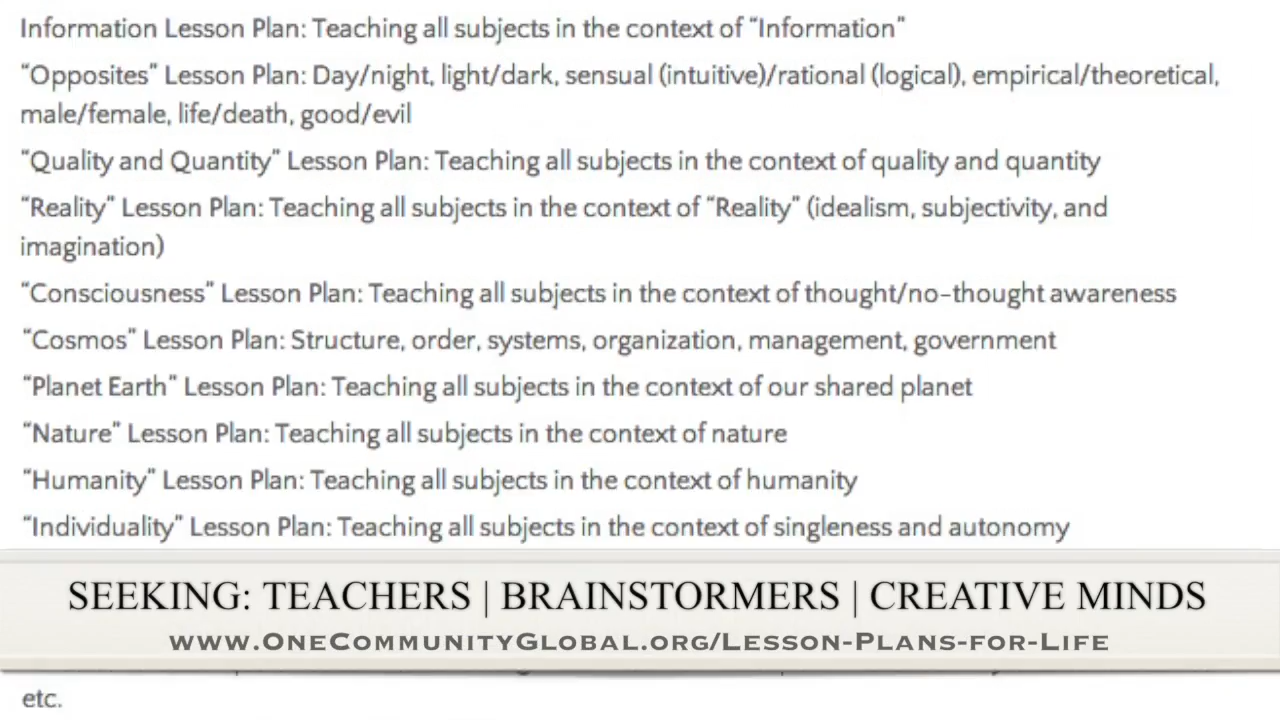 Information Lesson Plan: Teaching all subjects in the context of “Information”
“Opposites” Lesson Plan: Day/night, light/dark, sensual (intuitive)/rational (logical), empirical/theoretical,
male/female, life/death, good/evil
“Quality and Quantity” Lesson Plan: Teaching all subjects in the context of quality and quantity
“Reality” Lesson Plan: Teaching all subjects in the context of “Reality” (idealism, subjectivity, and
imagination)
“Consciousness” Lesson Plan: Teaching all subjects in the context of thought/no-thought awareness
“Cosmos” Lesson Plan: Structure, order, systems, organization, management, government
“Planet Earth” Lesson Plan: Teaching all subjects in the context of our shared planet
“Nature” Lesson Plan: Teaching all subjects in the context of nature
“Humanity” Lesson Plan: Teaching all subjects in the context of humanity
“Individuality” Lesson Plan: Teaching all subjects in the context of singleness and autonomy
SEEKING: TEACHERS | BRAINSTORMERS | CREATIVE MINDS
www.OneCommunityGlobal.org/Lesson-Plans-for-Life
etc.